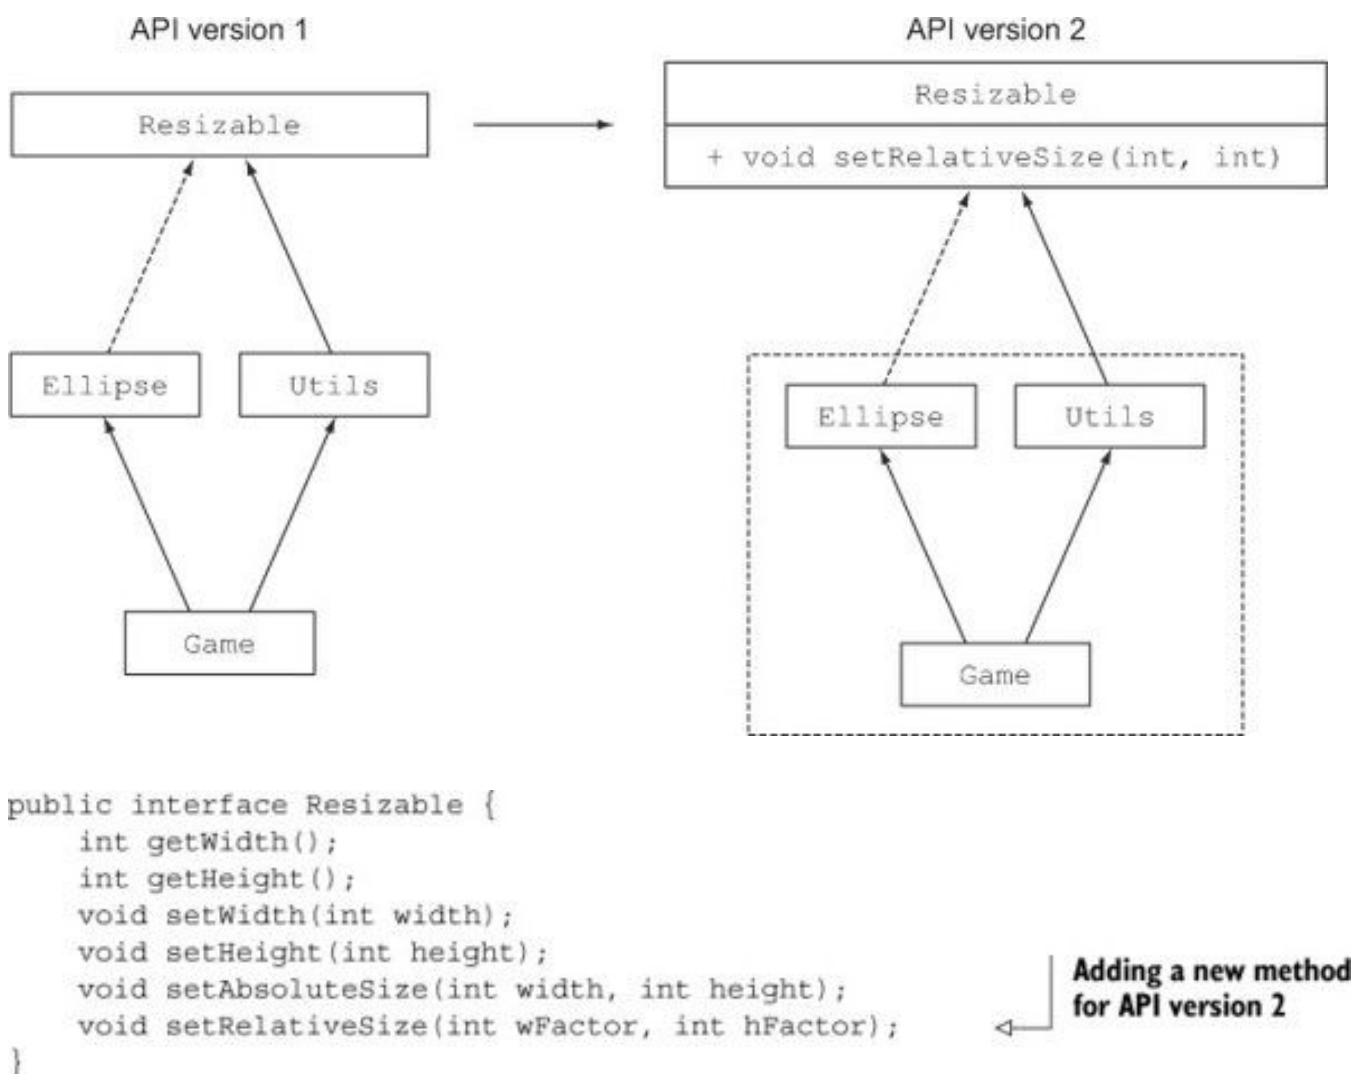 API version 1
Resizable
Ellipse
Utils
Game
API version 2
Resizable
+ void setRelativeSize(int, int)
Ellipse
Utils
Game
public interface Resizable {
    int getWidth();
    int getHeight();
    void setWidth(int width);
    void setHeight(int height);
    void setAbsoluteSize(int width, int height);
    void setRelativeSize(int wFactor, int hFactor);
}
Adding a new method
for API version 2